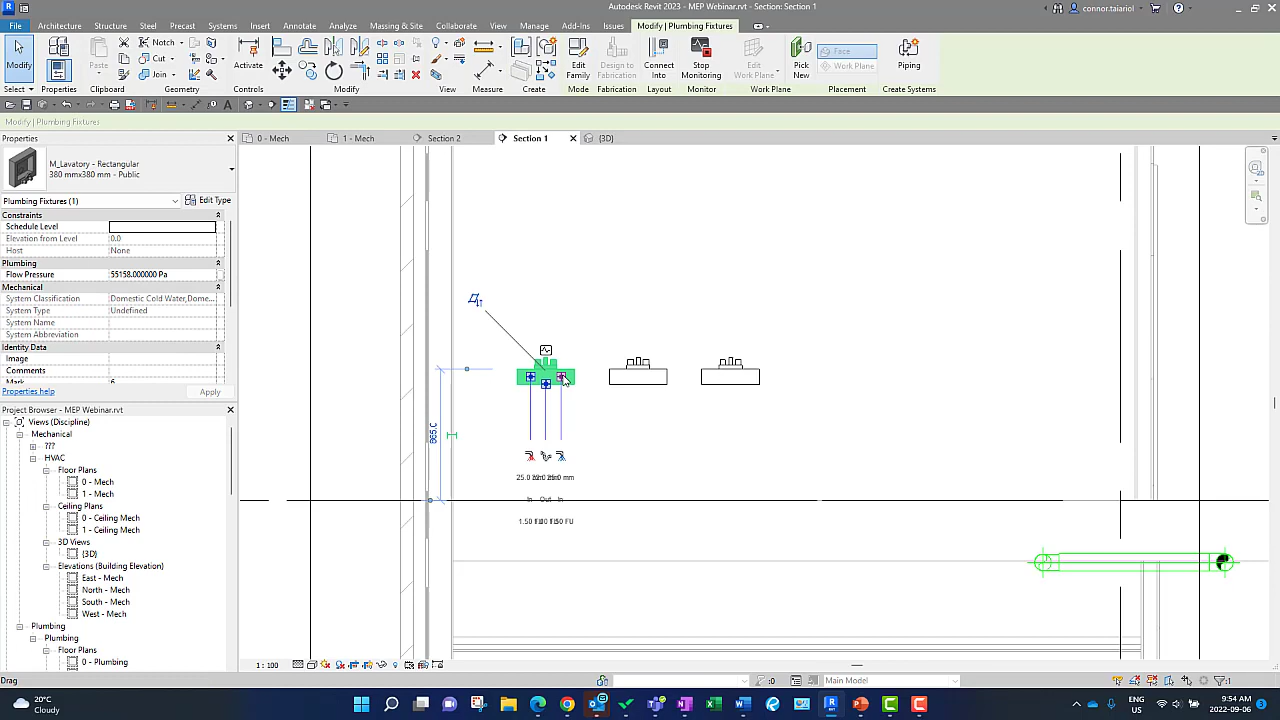 Autodesk Revit 2023 - MEP Webinar.rvt - Section: Section 1
connor.taiariol
File Architecture Structure Steel Precast Systems Insert Annotate Analyze Massing & Site Collaborate View Manage Add-Ins Issues Modify | Plumbing Fixtures
Modify Paste Notch Cut Join Activate Edit Family Design to Fabrication Connect Into Stop Monitoring Edit Work Plane Pick New Face Work Plane Piping
Select Properties Clipboard Geometry Controls Modify View Measure Create Mode Fabrication Layout Monitor Work Plane Placement Create Systems
Modify | Plumbing Fixtures
Properties
0 - Mech 1 - Mech Section 2 Section 1 {3D}
M_Lavatory - Rectangular
380 mmx380 mm - Public
Plumbing Fixtures (1) Edit Type
Constraints
Schedule Level
Elevation from Level 0.0
Host None
Plumbing
Flow Pressure 55158.000000 Pa
Mechanical
System Classification Domestic Cold Water,Dome...
System Type Undefined
System Name
System Abbreviation
Identity Data
Image
Comments
Mark 6
Properties help Apply
865.0
In Out In
Project Browser - MEP Webinar.rvt
Views (Discipline)
Mechanical
???
HVAC
Floor Plans
0 - Mech
1 - Mech
Ceiling Plans
0 - Ceiling Mech
1 - Ceiling Mech
3D Views
{3D}
Elevations (Building Elevation)
East - Mech
North - Mech
South - Mech
West - Mech
Plumbing
Plumbing
Floor Plans
0 - Plumbing
1 : 100
Drag
:0 Main Model :1
20°C
Cloudy
ENG
US
9:54 AM
2022-09-06